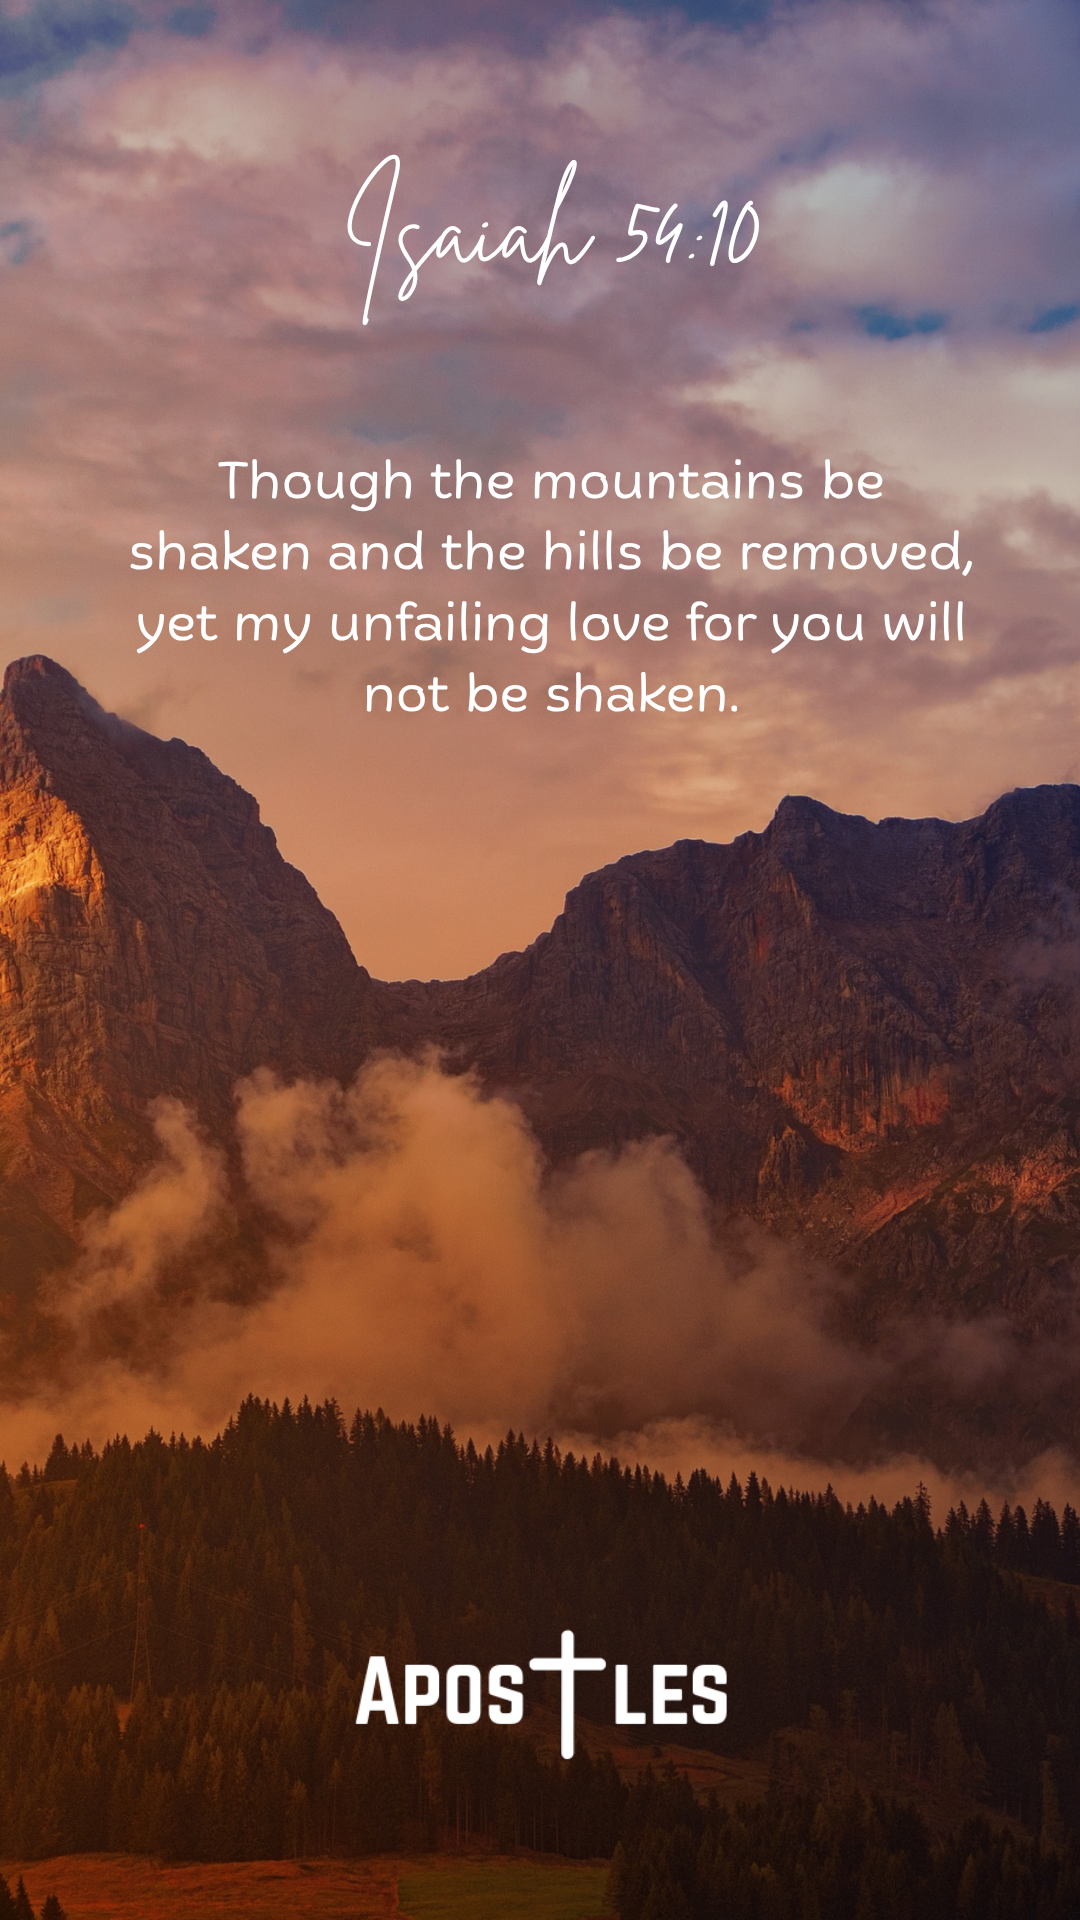 Isaiah 54:10
Though the mountains be
shaken and the hills be removed,
yet my unfailing love for you will
not be shaken.
APOSTLES